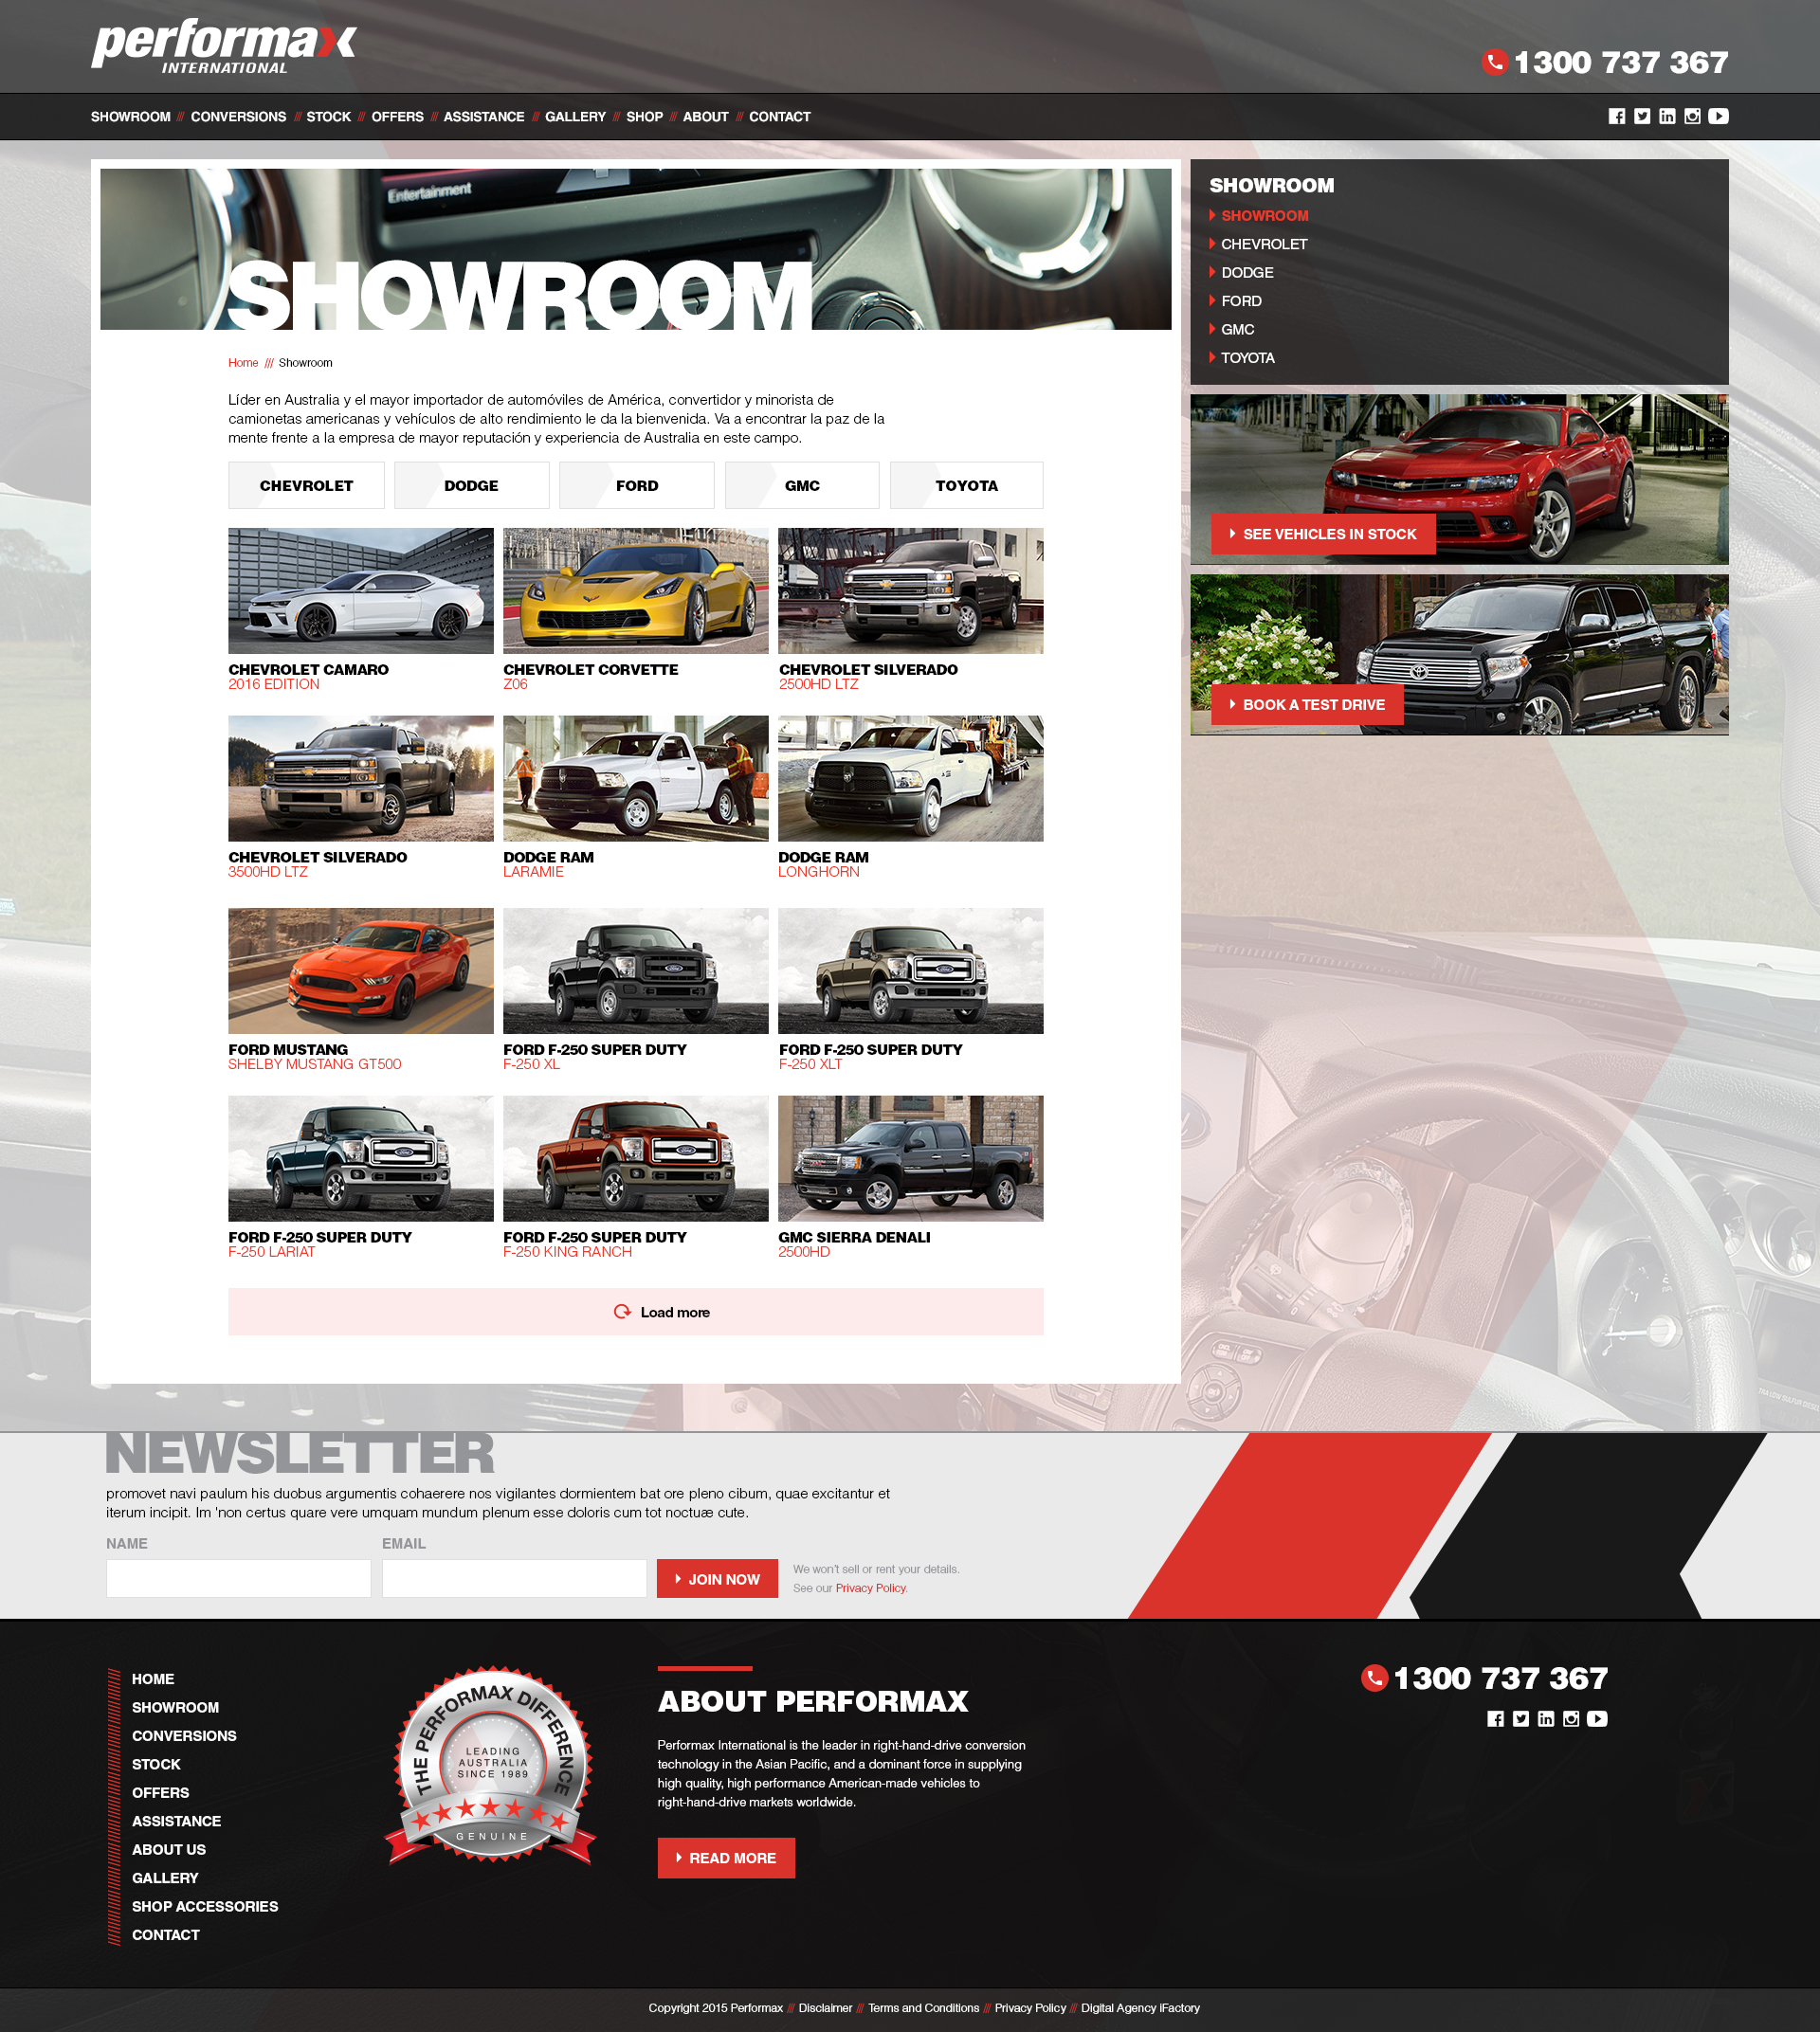 performax
INTERNATIONAL
1300 737 367
SHOWROOM /// CONVERSIONS /// STOCK /// OFFERS /// ASSISTANCE /// GALLERY /// SHOP /// ABOUT /// CONTACT
Entertainment
SHOWROOM
Home /// Showroom
Líder en Australia y el mayor importador de automóviles de América, convertidor y minorista de
camionetas americanas y vehículos de alto rendimiento le da la bienvenida. Va a encontrar la paz de la
mente frente a la empresa de mayor reputación y experiencia de Australia en este campo.
CHEVROLET
DODGE
FORD
GMC
TOYOTA
CHEVROLET CAMARO
2016 EDITION
CHEVROLET CORVETTE
Z06
CHEVROLET SILVERADO
2500HD LTZ
CHEVROLET SILVERADO
3500HD LTZ
DODGE RAM
LARAMIE
DODGE RAM
LONGHORN
FORD MUSTANG
SHELBY MUSTANG GT500
FORD F-250 SUPER DUTY
F-250 XL
FORD F-250 SUPER DUTY
F-250 XLT
FORD F-250 SUPER DUTY
F-250 LARIAT
FORD F-250 SUPER DUTY
F-250 KING RANCH
GMC SIERRA DENALI
2500HD
Load more
SHOWROOM
SHOWROOM
CHEVROLET
DODGE
FORD
GMC
TOYOTA
SEE VEHICLES IN STOCK
BOOK A TEST DRIVE
NEWSLETTER
promovet navi paulum his duobus argumentis cohaerere nos vigilantes dormientem bat ore pleno cibum, quae excitantur et
iterum incipit. Im 'non certus quare vere umquam mundum plenum esse doloris cum tot noctuæ cute.
NAME
EMAIL
JOIN NOW
We won't sell or rent your details.
See our Privacy Policy.
HOME
SHOWROOM
CONVERSIONS
STOCK
OFFERS
ASSISTANCE
ABOUT US
GALLERY
SHOP ACCESSORIES
CONTACT
THE PERFORMAX DIFFERENCE
LEADING
AUSTRALIA
SINCE 1989
GENUINE
ABOUT PERFORMAX
Performax International is the leader in right-hand-drive conversion
technology in the Asian Pacific, and a dominant force in supplying
high quality, high performance American-made vehicles to
right-hand-drive markets worldwide.
READ MORE
1300 737 367
Copyright 2015 Performax /// Disclaimer /// Terms and Conditions /// Privacy Policy /// Digital Agency iFactory